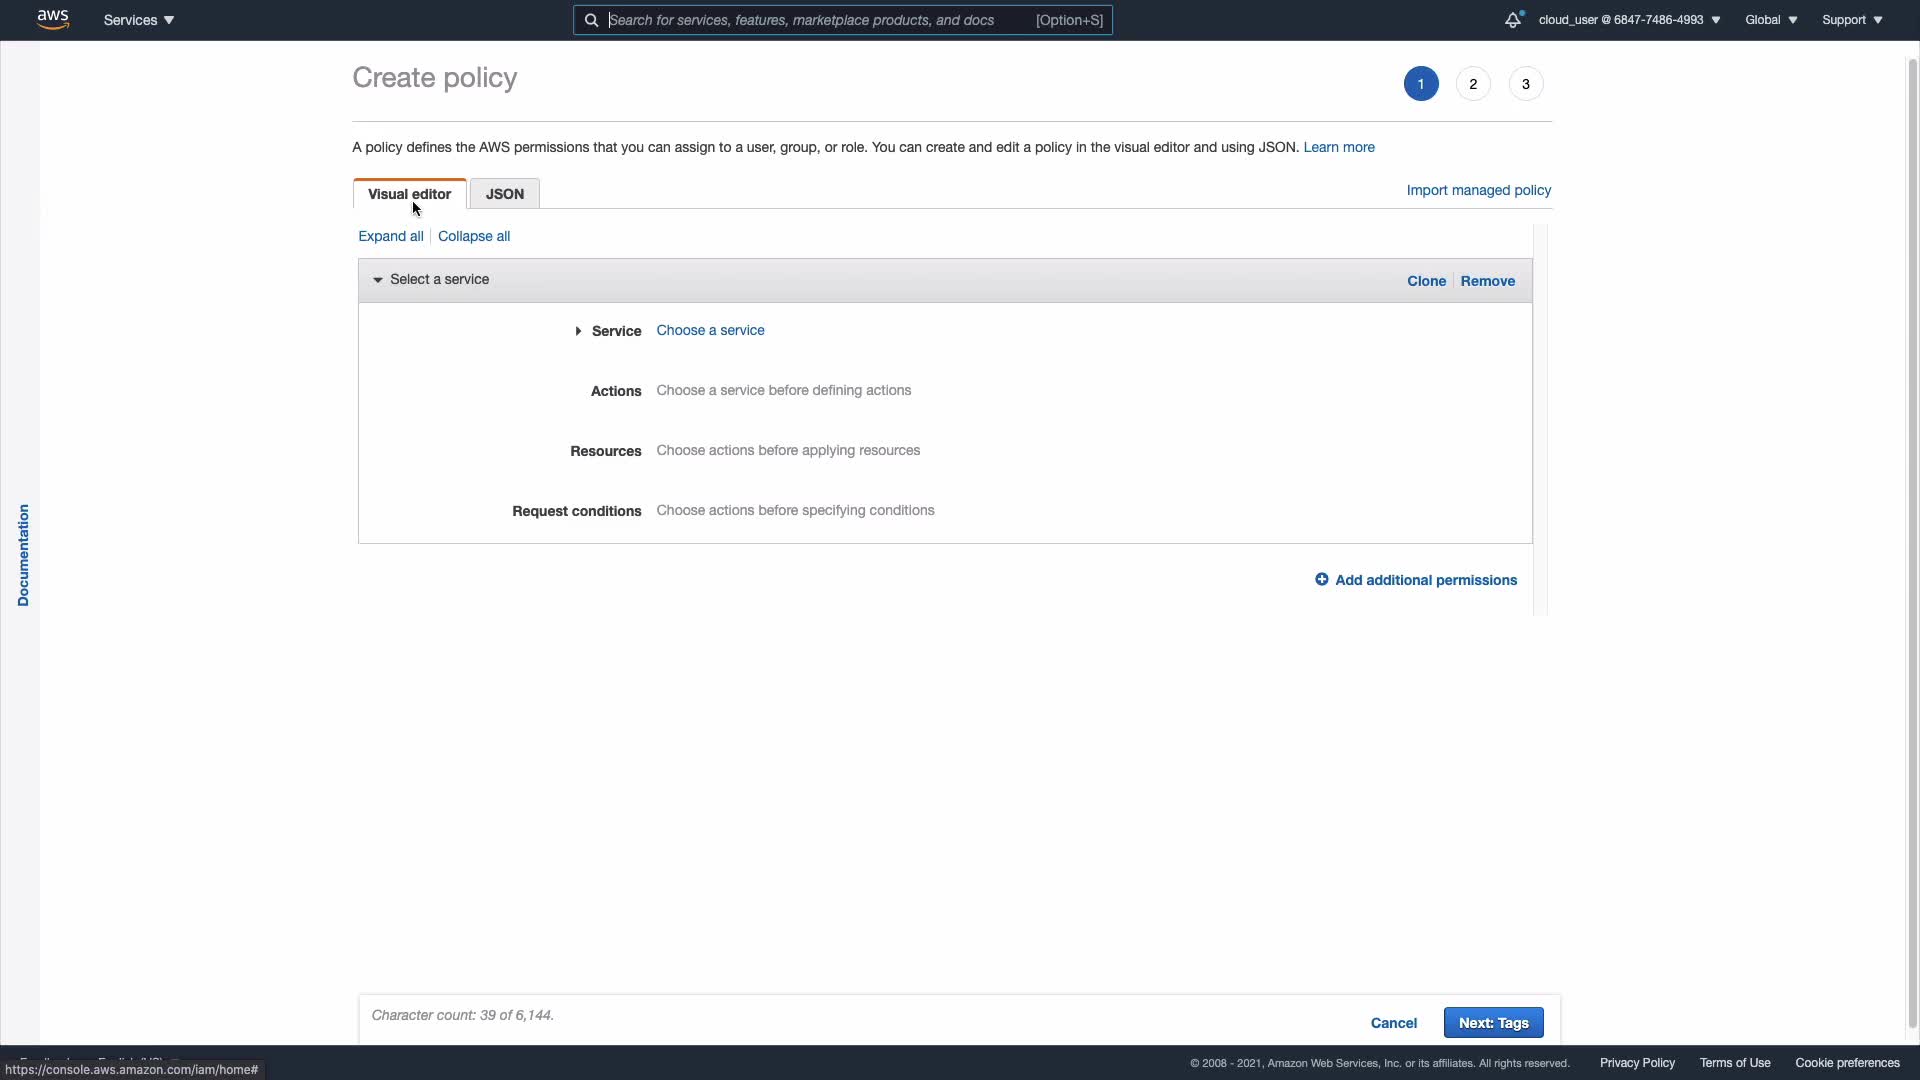 aws
Services
Search for services, features, marketplace products, and docs [Option+S]
cloud_user @ 6847-7486-4993
Global
Support
Create policy
1 2 3
A policy defines the AWS permissions that you can assign to a user, group, or role. You can create and edit a policy in the visual editor and using JSON. Learn more
Visual editor
JSON
Import managed policy
Expand all
Collapse all
Select a service
Clone
Remove
Service Choose a service
Actions Choose a service before defining actions
Resources Choose actions before applying resources
Request conditions Choose actions before specifying conditions
Documentation
Add additional permissions
Character count: 39 of 6,144.
Cancel
Next: Tags
https://console.aws.amazon.com/iam/home#
© 2008 - 2021, Amazon Web Services, Inc. or its affiliates. All rights reserved.
Privacy Policy
Terms of Use
Cookie preferences